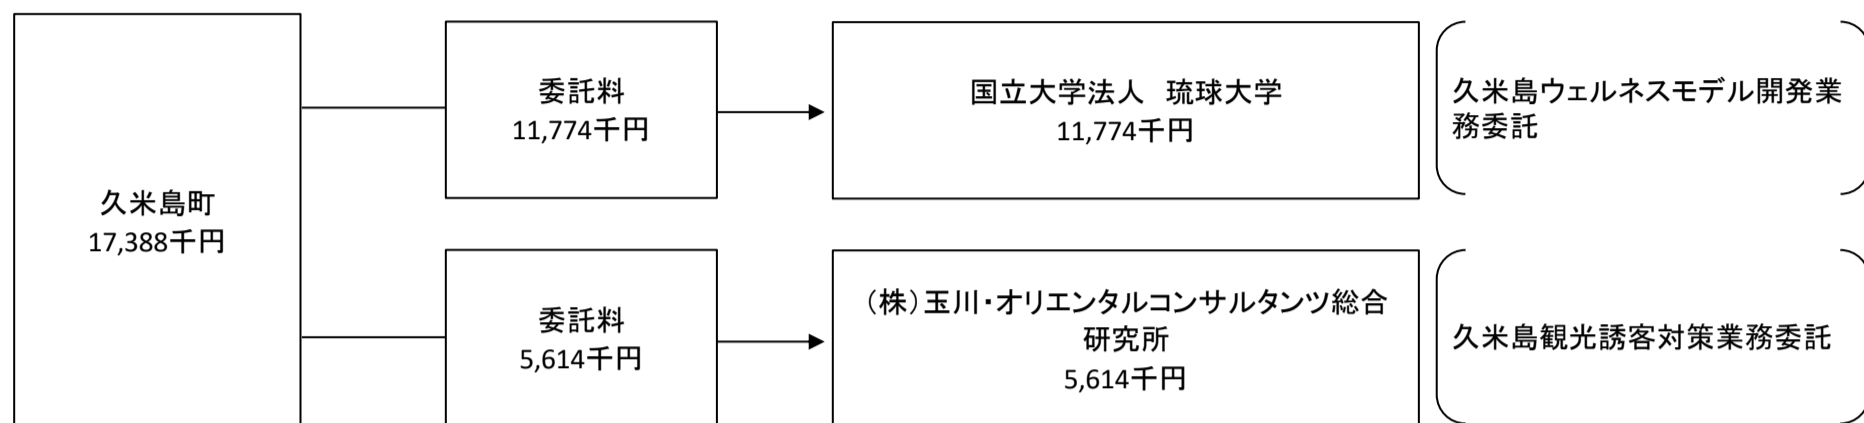 久米島町
17,388千円
委託料
11,774千円
国立大学法人　琉球大学
11,774千円
久米島ウェルネスモデル開発業
務委託
委託料
5,614千円
（株）玉川・オリエンタルコンサルタンツ総合
研究所
5,614千円
久米島観光誘客対策業務委託